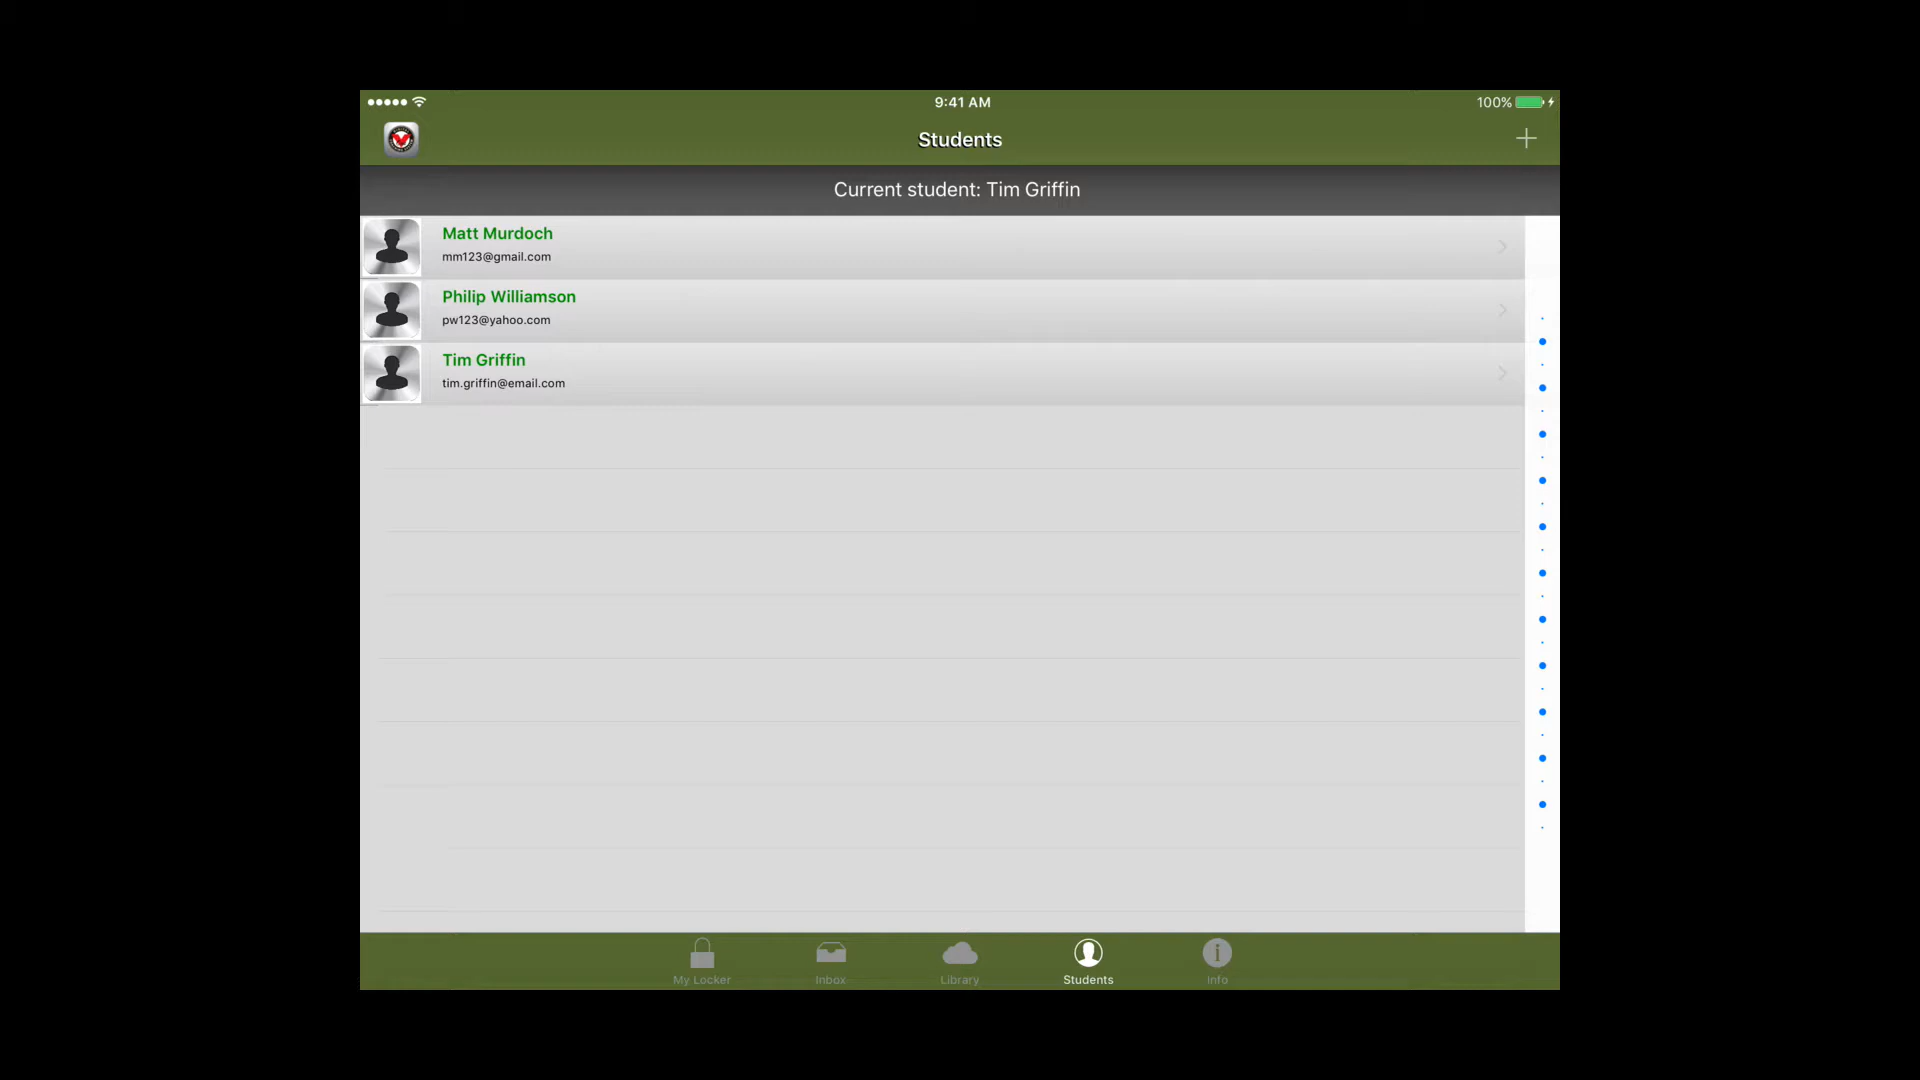 9:41 AM
100%
Students
Current student: Tim Griffin
Matt Murdoch
mm123@gmail.com
Philip Williamson
pw123@yahoo.com
Tim Griffin
tim.griffin@email.com
My Locker
Inbox
Library
Students
Info